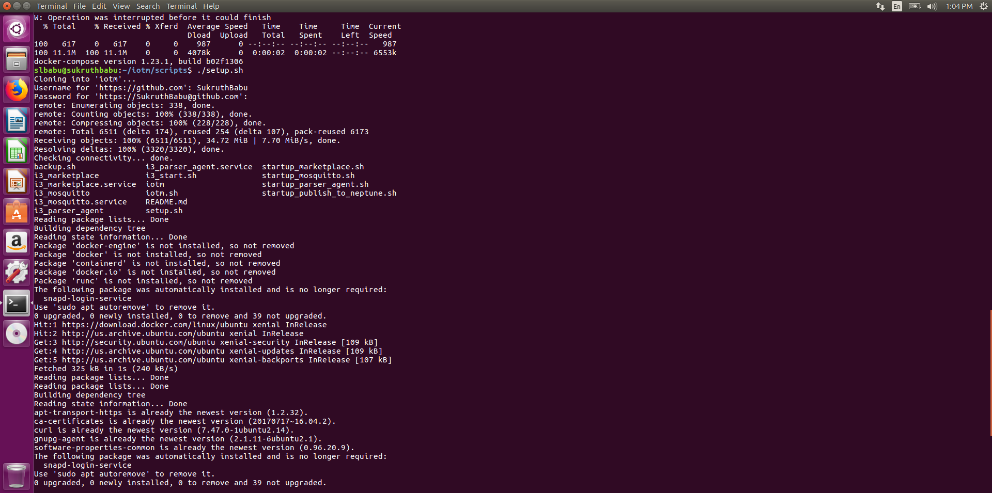 Terminal File Edit View Search Terminal Help
En 1:04 PM
W: Operation was interrupted before it could finish
% Total % Received % Xferd Average Speed Time Time Time Current
Dload Upload Total Spent Left Speed
100 617 0 617 0 0 987 0 --:--:-- --:--:-- --:--:-- 987
100 11.1M 100 11.1M 0 0 4078k 0 0:00:02 0:00:02 --:--:-- 6553k
docker-compose version 1.23.1, build b02f1306
slbabu@sukruthbabu:~/iotm/scripts$ ./setup.sh
Cloning into 'iotm'...
Username for 'https://github.com': SukruthBabu
Password for 'https://SukruthBabu@github.com':
remote: Enumerating objects: 338, done.
remote: Counting objects: 100% (338/338), done.
remote: Compressing objects: 100% (228/228), done.
remote: Total 6511 (delta 174), reused 254 (delta 107), pack-reused 6173
Receiving objects: 100% (6511/6511), 34.72 MiB | 7.70 MiB/s, done.
Resolving deltas: 100% (3320/3320), done.
Checking connectivity... done.
backup.sh i3_parser_agent.service startup_marketplace.sh
i3_marketplace i3_start.sh startup_mosquitto.sh
i3_marketplace.service iotm startup_parser_agent.sh
i3_mosquitto iotm.sh startup_publish_to_neptune.sh
i3_mosquitto.service README.md
i3_parser_agent setup.sh
Reading package lists... Done
Building dependency tree
Reading state information... Done
Package 'docker-engine' is not installed, so not removed
Package 'docker' is not installed, so not removed
Package 'containerd' is not installed, so not removed
Package 'docker.io' is not installed, so not removed
Package 'runc' is not installed, so not removed
The following package was automatically installed and is no longer required:
snapd-login-service
Use 'sudo apt autoremove' to remove it.
0 upgraded, 0 newly installed, 0 to remove and 39 not upgraded.
Hit:1 https://download.docker.com/linux/ubuntu xenial InRelease
Hit:2 http://us.archive.ubuntu.com/ubuntu xenial InRelease
Get:3 http://security.ubuntu.com/ubuntu xenial-security InRelease [109 kB]
Get:4 http://us.archive.ubuntu.com/ubuntu xenial-updates InRelease [109 kB]
Get:5 http://us.archive.ubuntu.com/ubuntu xenial-backports InRelease [107 kB]
Fetched 325 kB in 1s (240 kB/s)
Reading package lists... Done
Reading package lists... Done
Building dependency tree
Reading state information... Done
apt-transport-https is already the newest version (1.2.32).
ca-certificates is already the newest version (20170717~16.04.2).
curl is already the newest version (7.47.0-1ubuntu2.14).
gnupg-agent is already the newest version (2.1.11-6ubuntu2.1).
software-properties-common is already the newest version (0.96.20.9).
The following package was automatically installed and is no longer required:
snapd-login-service
Use 'sudo apt autoremove' to remove it.
0 upgraded, 0 newly installed, 0 to remove and 39 not upgraded.